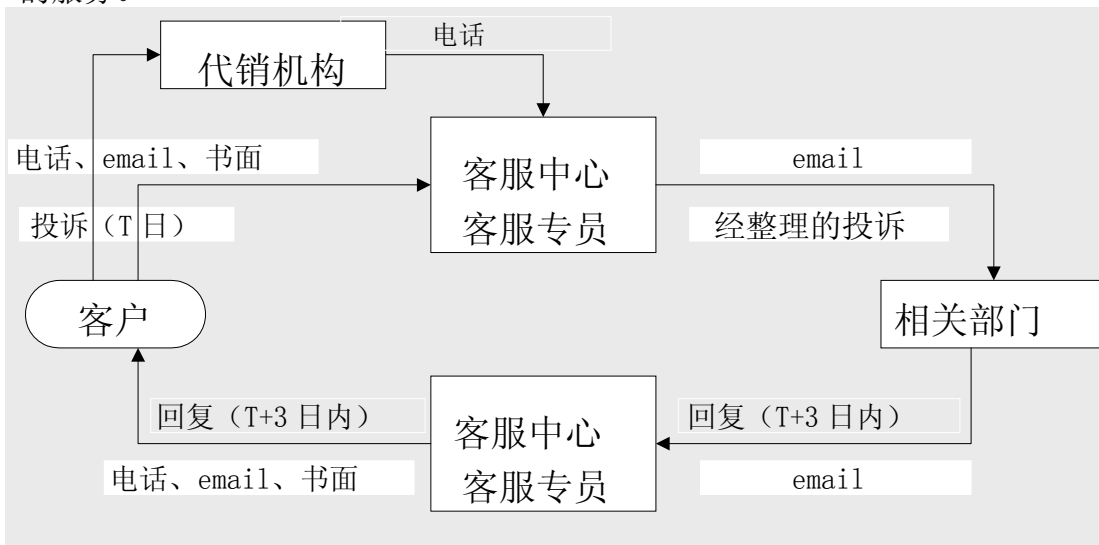 的服务。
电话
代销机构
电话、email、书面
客服中心
客服专员
email
投诉（T日）
经整理的投诉
客户
相关部门
回复（T+3 日内）
客服中心
客服专员
回复（T+3 日内）
电话、email、书面
email